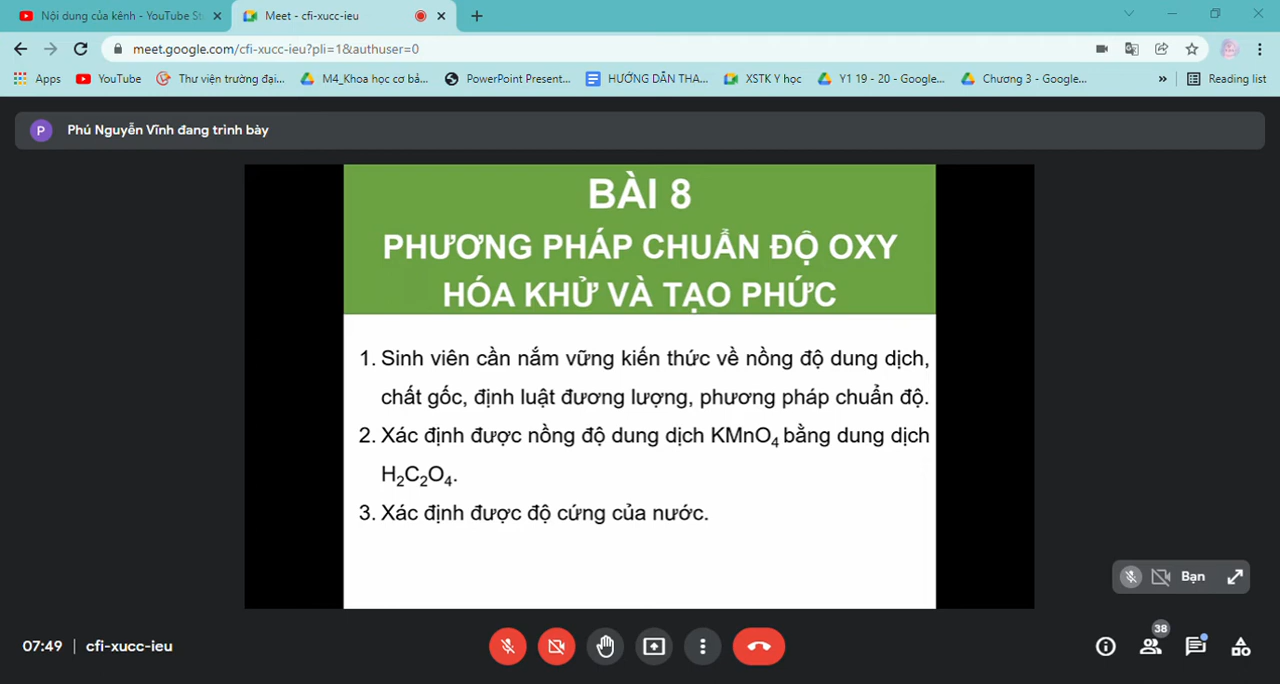 Nội dung của kênh - YouTube St
Meet - cfi-xucc-ieu
meet.google.com/cfi-xucc-ieu?pli=1&authuser=0
Apps
YouTube
Thư viện trường đại...
M4_Khoa học cơ bả...
PowerPoint Present...
HƯỚNG DẪN THA...
XSTK Y học
Y1 19 - 20 - Google...
Chương 3 - Google...
»
Reading list
P
Phú Nguyễn Vĩnh đang trình bày
BÀI 8
PHƯƠNG PHÁP CHUẨN ĐỘ OXY
HÓA KHỬ VÀ TẠO PHỨC
1. Sinh viên cần nắm vững kiến thức về nồng độ dung dịch,
chất gốc, định luật đương lượng, phương pháp chuẩn độ.
2. Xác định được nồng độ dung dịch KMnO₄ bằng dung dịch
H₂C₂O₄.
3. Xác định được độ cứng của nước.
Bạn
07:49 | cfi-xucc-ieu
38